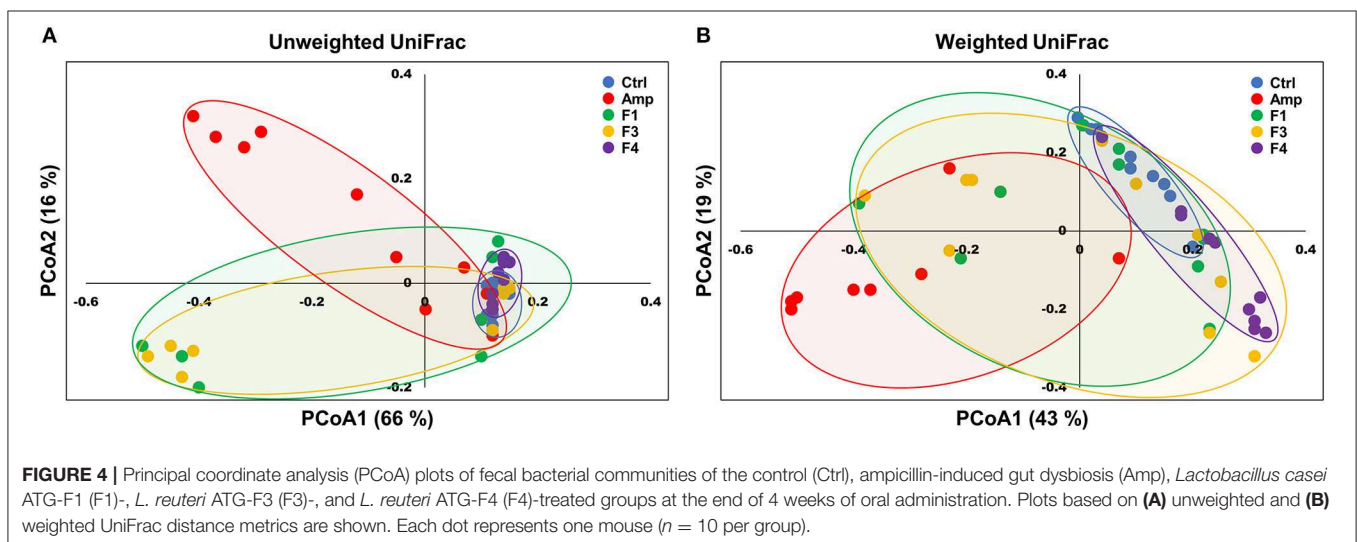 A
Unweighted UniFrac
0.4
Ctrl
Amp
F1
F3
F4
0.2
PCoA2 (16 %)
-0.6
-0.4
-0.2
0
0
0.2
0.4
-0.2
PCoA1 (66 %)
B
Weighted UniFrac
0.4
Ctrl
Amp
F1
F3
F4
0.2
PCoA2 (19 %)
0
-0.6
-0.4
-0.2
0
0.2
0.4
-0.2
-0.4
PCoA1 (43 %)
FIGURE 4 | Principal coordinate analysis (PCoA) plots of fecal bacterial communities of the control (Ctrl), ampicillin-induced gut dysbiosis (Amp), Lactobacillus casei
ATG-F1 (F1)-, L. reuteri ATG-F3 (F3)-, and L. reuteri ATG-F4 (F4)-treated groups at the end of 4 weeks of oral administration. Plots based on (A) unweighted and (B)
weighted UniFrac distance metrics are shown. Each dot represents one mouse (n = 10 per group).